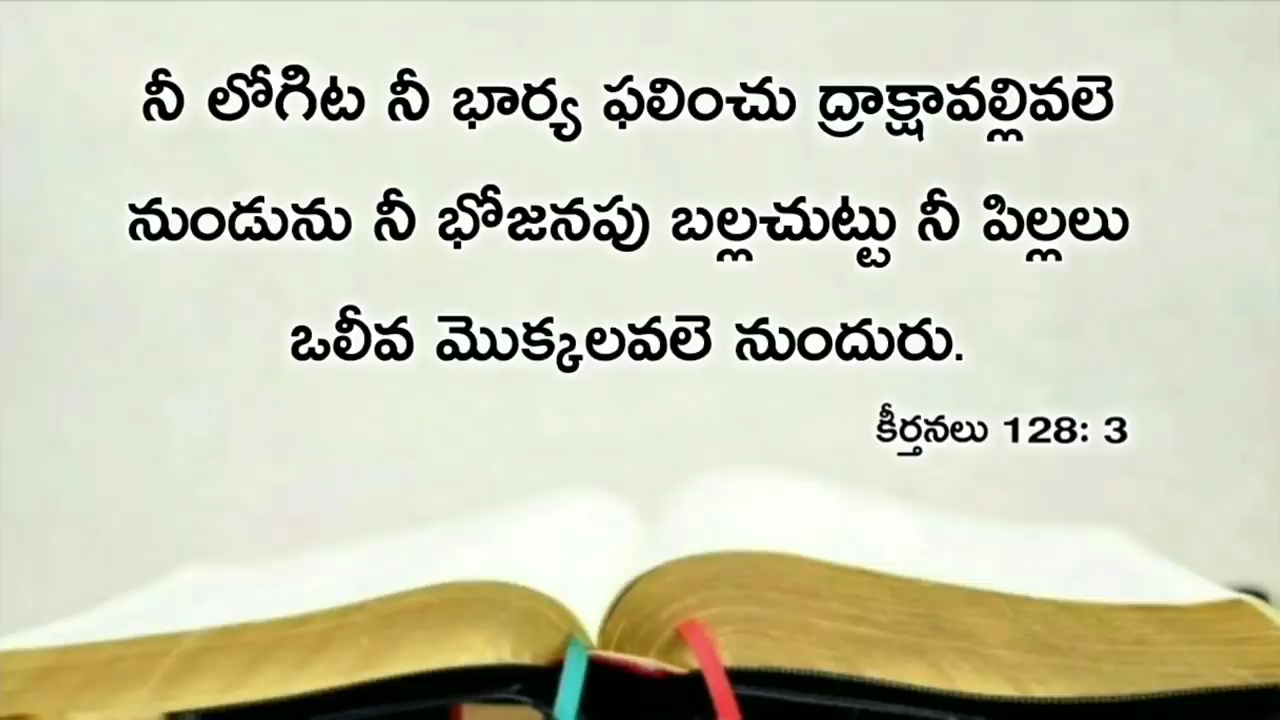 నీ లోగిట నీ భార్య ఫలించు ద్రాక్షావల్లివలె
నుండును నీ భోజనపు బల్లచుట్టు నీ పిల్లలు
ఒలీవ మొక్కలవలె నుందురు.
కీర్తనలు 128: 3